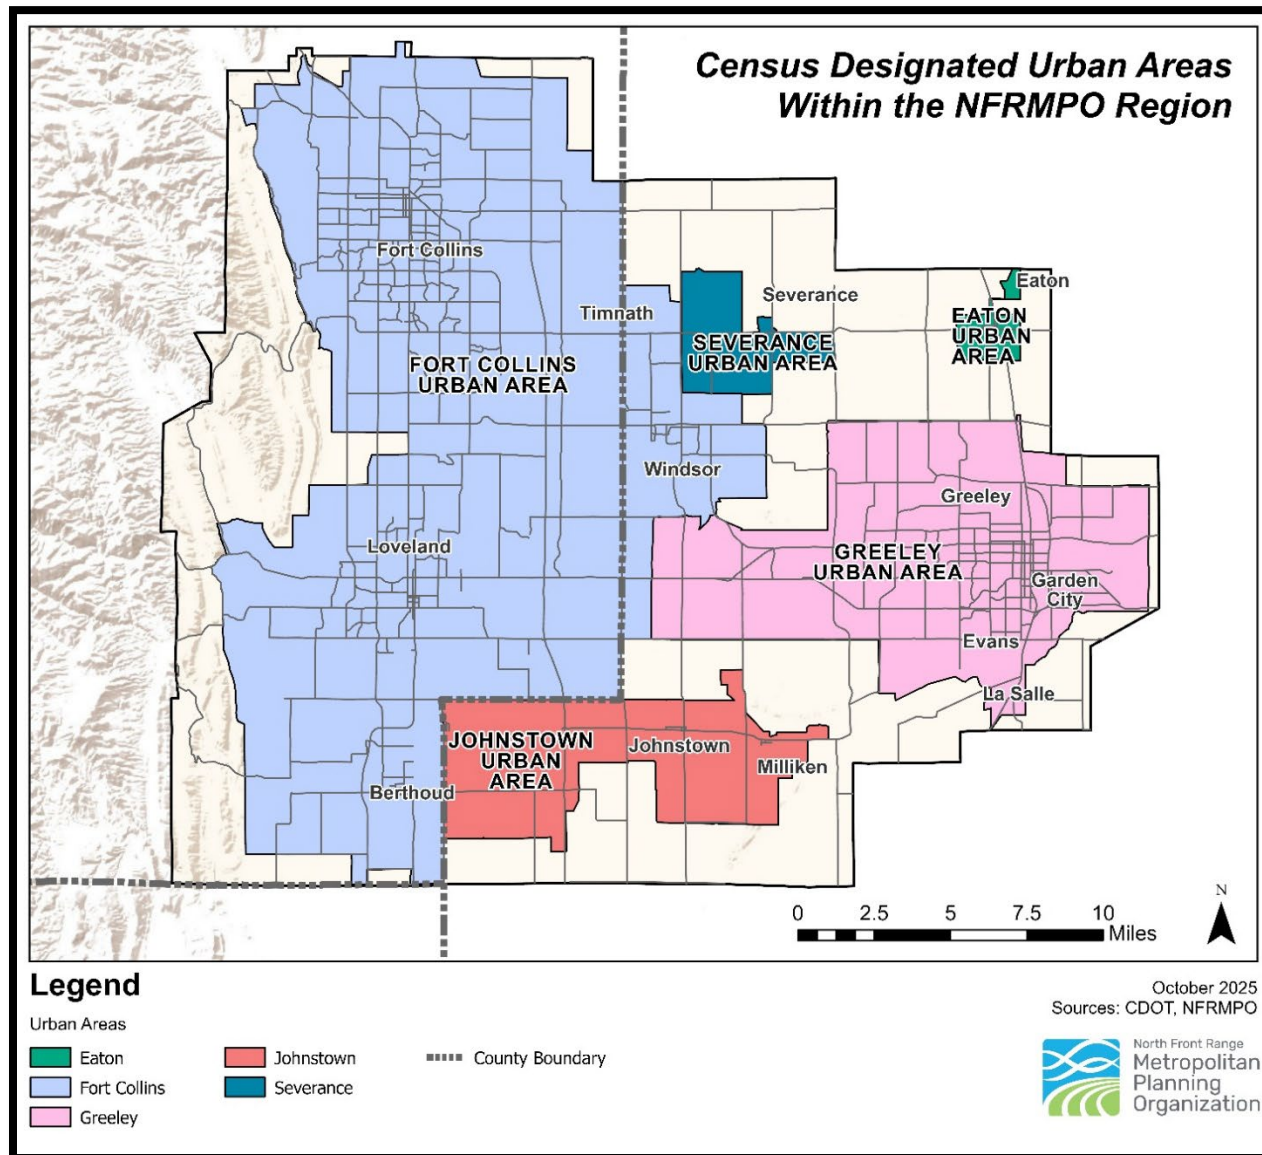 Census Designated Urban Areas
Within the NFRMPO Region
Fort Collins
Timnath
Severance
Eaton
EATON
URBAN
AREA
SEVERANCE
URBAN AREA
FORT COLLINS
URBAN AREA
Windsor
Greeley
Loveland
GREELEY
URBAN AREA
Garden
City
Evans
La Salle
JOHNSTOWN
URBAN
AREA
Johnstown
Milliken
Berthoud
0 2.5 5 7.5 10
Miles
N
Legend
Urban Areas
Eaton
Fort Collins
Greeley
Johnstown
Severance
County Boundary
October 2025
Sources: CDOT, NFRMPO
North Front Range
Metropolitan
Planning
Organization